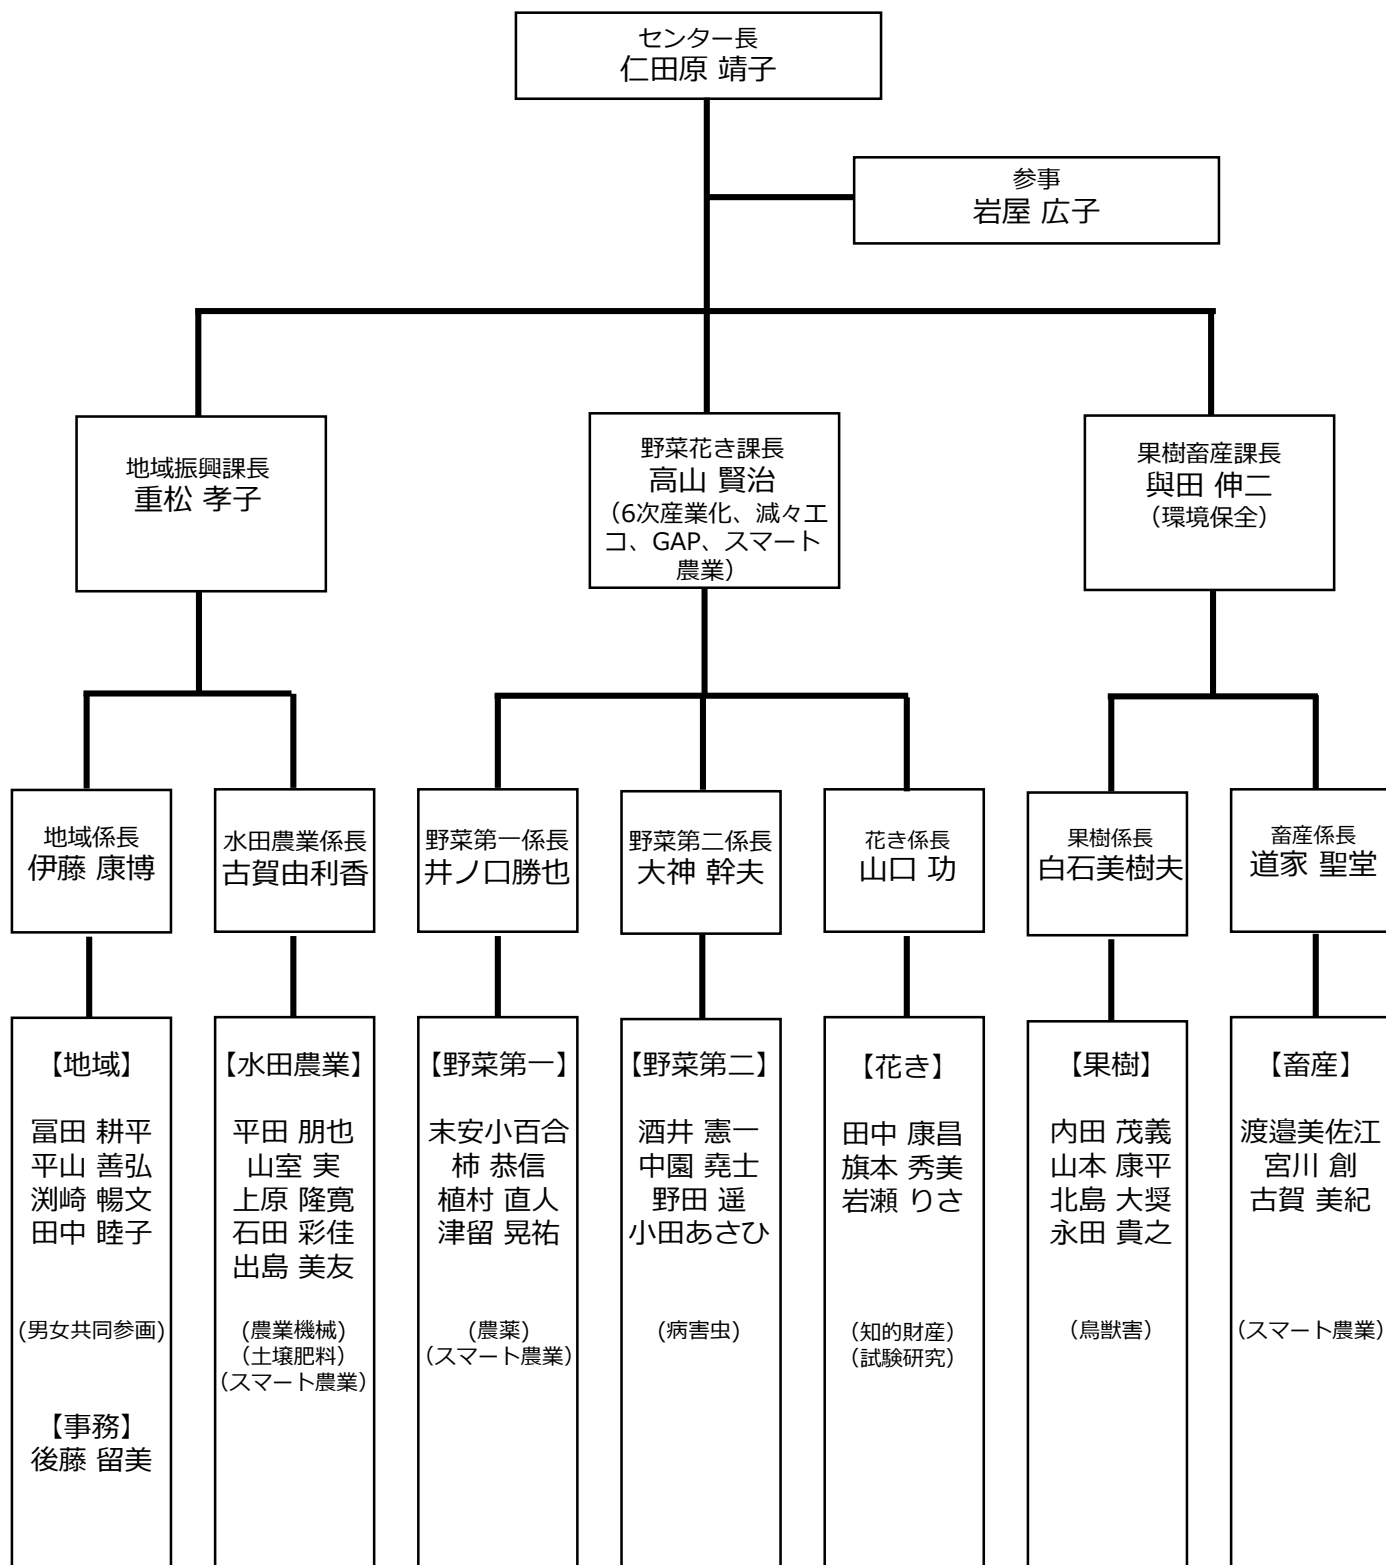 センター長
仁田原 靖子
参事
岩屋 広子
地域振興課長
重松 孝子
野菜花き課長
高山 賢治
（6次産業化、減々エ
コ、GAP、スマート
農業）
果樹畜産課長
與田 伸二
（環境保全）
地域係長
伊藤 康博
水田農業係長
古賀由利香
野菜第一係長
井ノ口勝也
野菜第二係長
大神 幹夫
花き係長
山口 功
果樹係長
白石美樹夫
畜産係長
道家 聖堂
【地域】
冨田 耕平
平山 善弘
渕崎 暢文
田中 睦子
(男女共同参画)
【事務】
後藤 留美
【水田農業】
平田 朋也
山室 実
上原 隆寛
石田 彩佳
出島 美友
(農業機械)
(土壌肥料)
（スマート農業）
【野菜第一】
末安小百合
柿 恭信
植村 直人
津留 晃祐
(農薬)
（スマート農業）
【野菜第二】
酒井 憲一
中園 堯士
野田 遥
小田あさひ
(病害虫)
【花き】
田中 康昌
旗本 秀美
岩瀬 りさ
(知的財産)
（試験研究）
【果樹】
内田 茂義
山本 康平
北島 大奨
永田 貴之
（鳥獣害）
【畜産】
渡邉美佐江
宮川 創
古賀 美紀
（スマート農業）